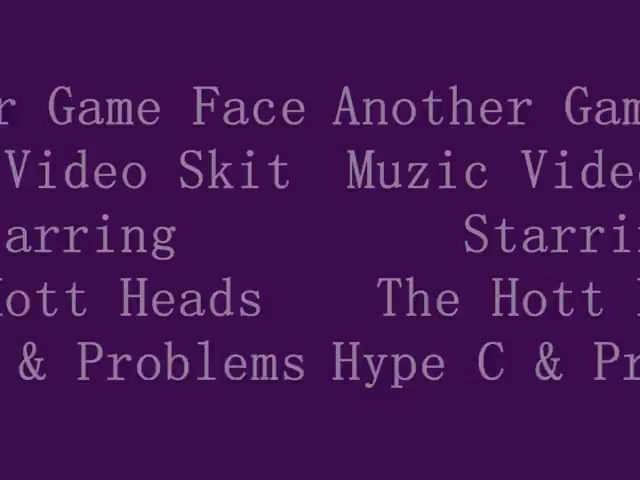 r Game Face Another Gam
Video Skit Muzic Vide
arring Starri
ott Heads The Hott
& Problems Hype C & Pr